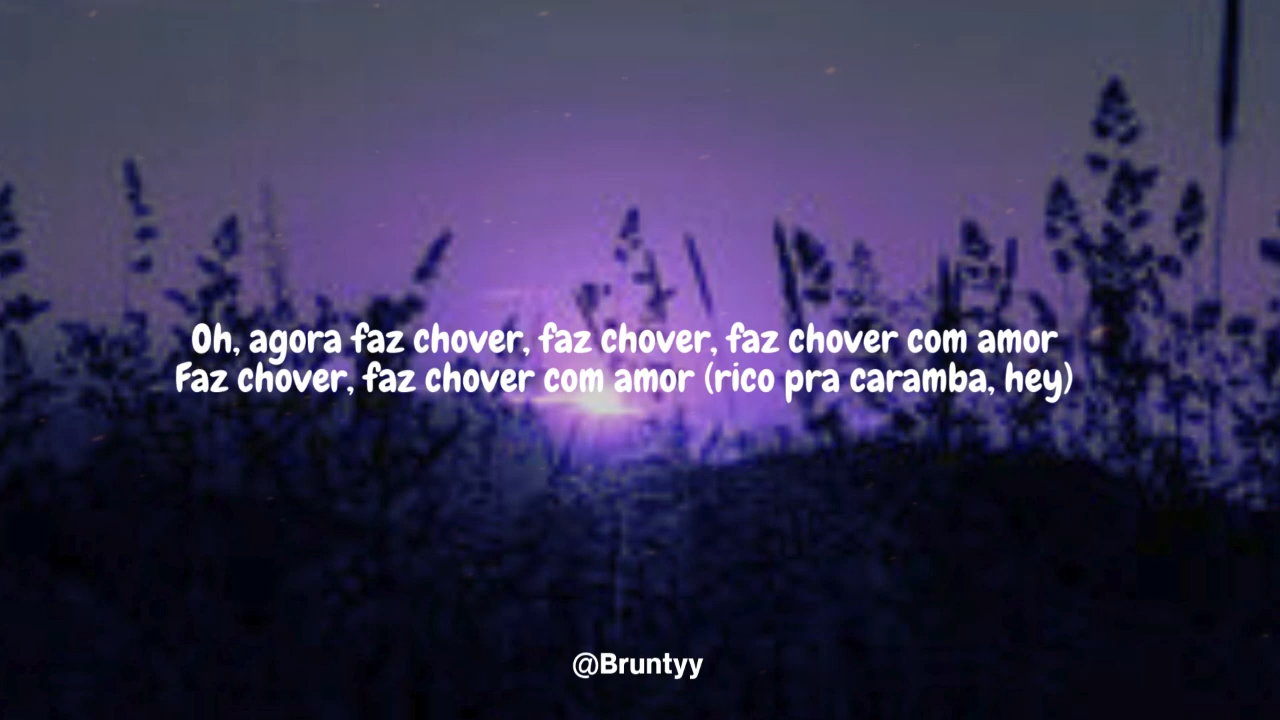 Oh, agora faz chover, faz chover, faz chover com amor
Faz chover, faz chover com amor (rico pra caramba, hey)
@Bruntyy